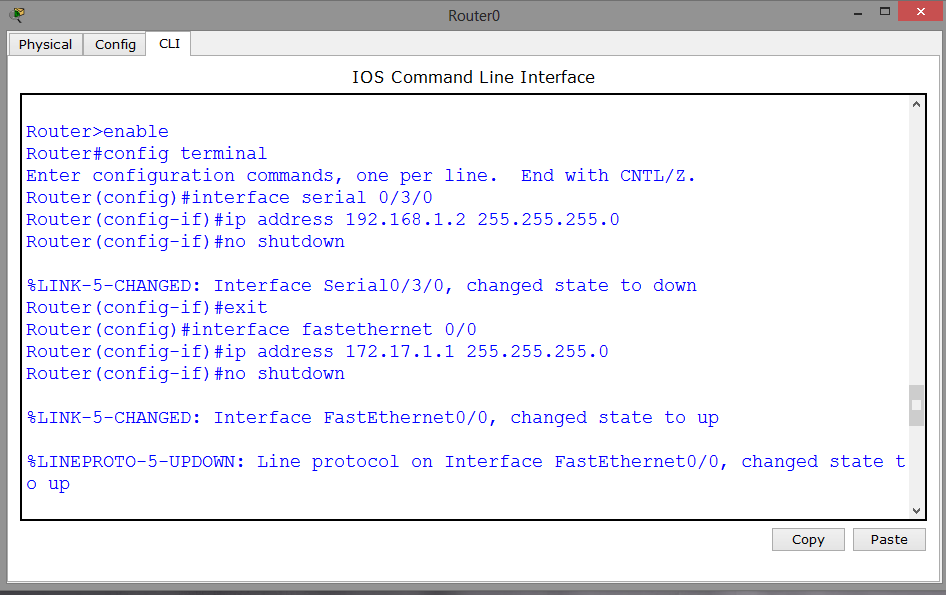 Router0
Physical
Config
CLI
IOS Command Line Interface
Router>enable
Router#config terminal
Enter configuration commands, one per line.  End with CNTL/Z.
Router(config)#interface serial 0/3/0
Router(config-if)#ip address 192.168.1.2 255.255.255.0
Router(config-if)#no shutdown
%LINK-5-CHANGED: Interface Serial0/3/0, changed state to down
Router(config-if)#exit
Router(config)#interface fastethernet 0/0
Router(config-if)#ip address 172.17.1.1 255.255.255.0
Router(config-if)#no shutdown
%LINK-5-CHANGED: Interface FastEthernet0/0, changed state to up
%LINEPROTO-5-UPDOWN: Line protocol on Interface FastEthernet0/0, changed state t
o up
Copy
Paste